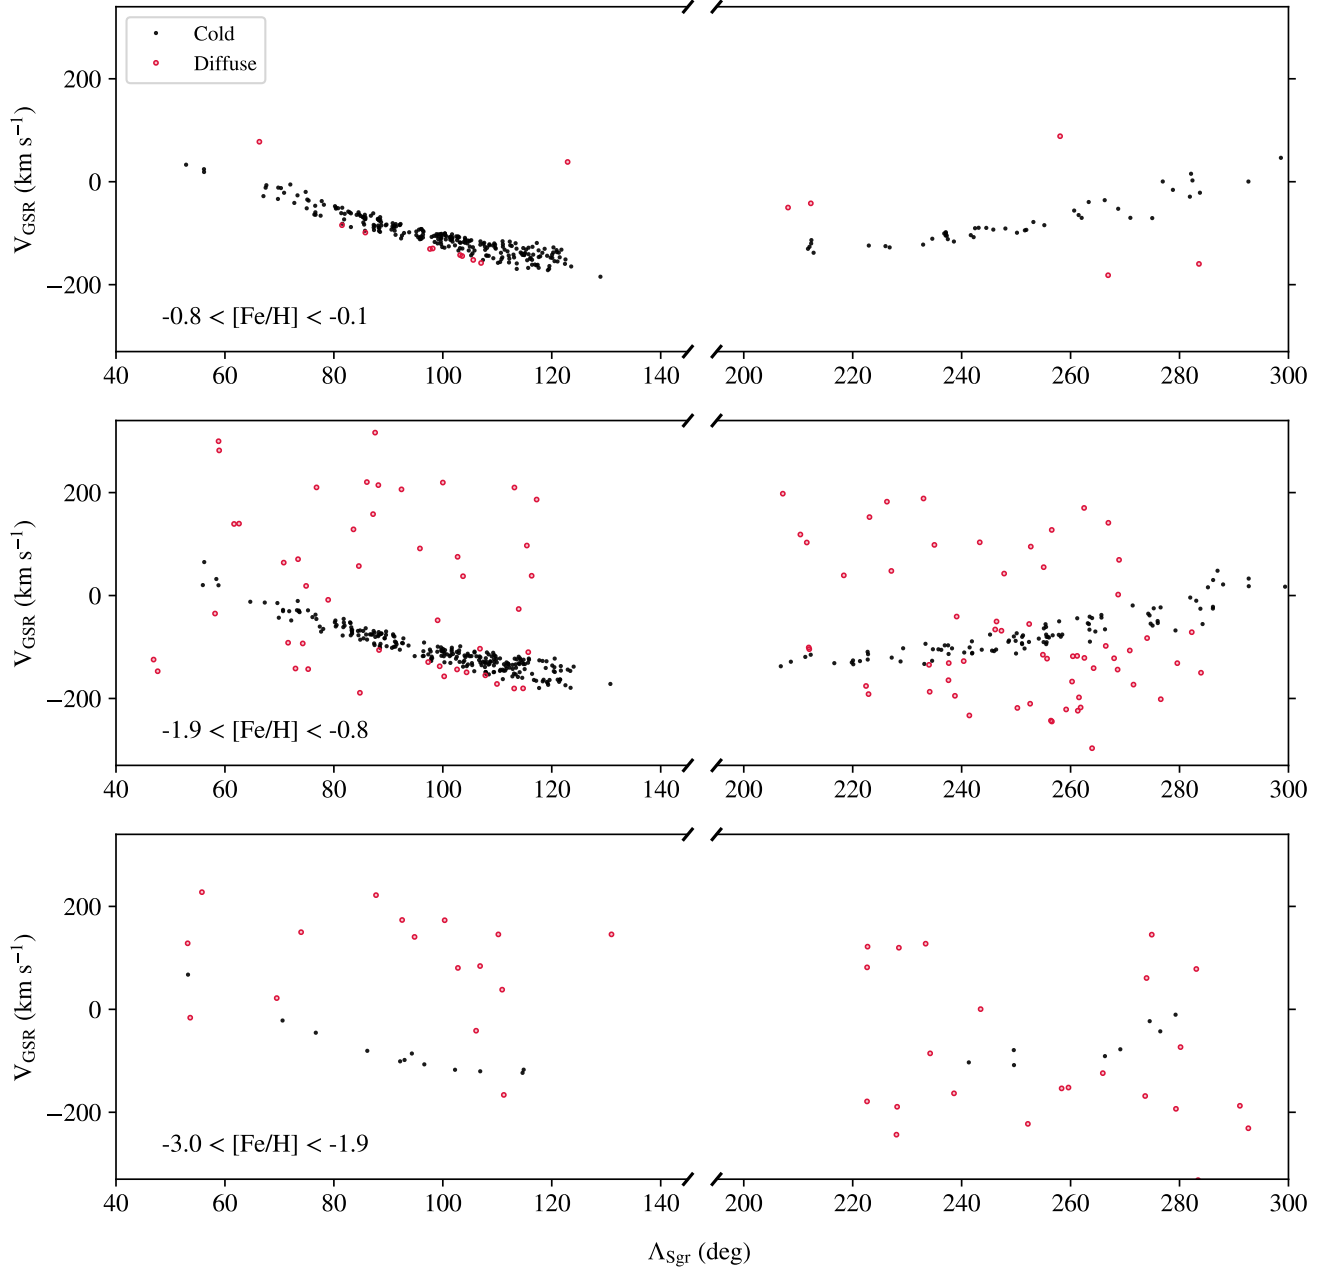 Cold
Diffuse
200
0
−200
V_GSR (km s⁻¹)
-0.8 < [Fe/H] < -0.1
40 60 80 100 120 140 200 220 240 260 280 300
200
0
−200
V_GSR (km s⁻¹)
-1.9 < [Fe/H] < -0.8
40 60 80 100 120 140 200 220 240 260 280 300
200
0
−200
V_GSR (km s⁻¹)
-3.0 < [Fe/H] < -1.9
40 60 80 100 120 140 200 220 240 260 280 300
Λ_Sgr (deg)